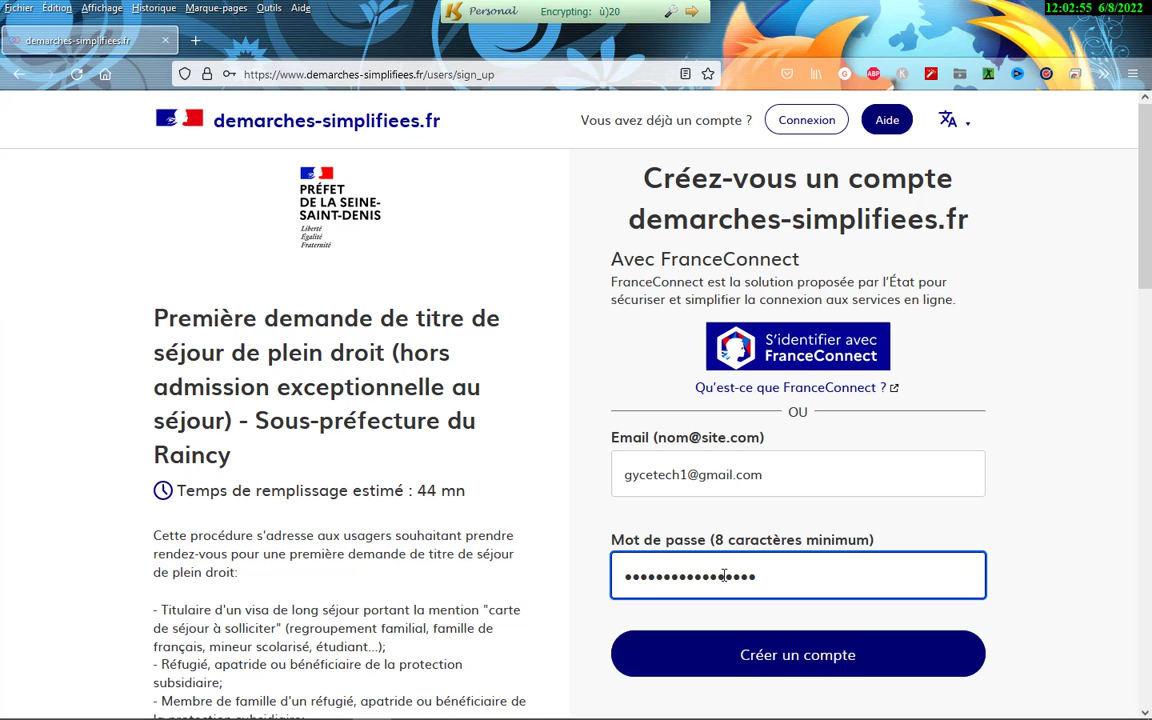 Fichier Édition Affichage Historique Marque-pages Outils Aide
Personal Encrypting: ù)20
12:02:55 6/8/2022
demarches-simplifiees.fr
https://www.demarches-simplifiees.fr/users/sign_up
demarches-simplifiees.fr
Vous avez déjà un compte ? Connexion Aide
PRÉFET
DE LA SEINE-
SAINT-DENIS
Liberté
Égalité
Fraternité
Première demande de titre de
séjour de plein droit (hors
admission exceptionnelle au
séjour) - Sous-préfecture du
Raincy
Temps de remplissage estimé : 44 mn
Cette procédure s'adresse aux usagers souhaitant prendre
rendez-vous pour une première demande de titre de séjour
de plein droit:
- Titulaire d'un visa de long séjour portant la mention "carte
de séjour à solliciter" (regroupement familial, famille de
français, mineur scolarisé, étudiant...);
- Réfugié, apatride ou bénéficiaire de la protection
subsidiaire;
- Membre de famille d'un réfugié, apatride ou bénéficiaire de
la protection subsidiaire;
Créez-vous un compte
demarches-simplifiees.fr
Avec FranceConnect
FranceConnect est la solution proposée par l'État pour
sécuriser et simplifier la connexion aux services en ligne.
S'identifier avec
FranceConnect
Qu'est-ce que FranceConnect ?
OU
Email (nom@site.com)
gycetech1@gmail.com
Mot de passe (8 caractères minimum)
•••••••••••••••••
Créer un compte